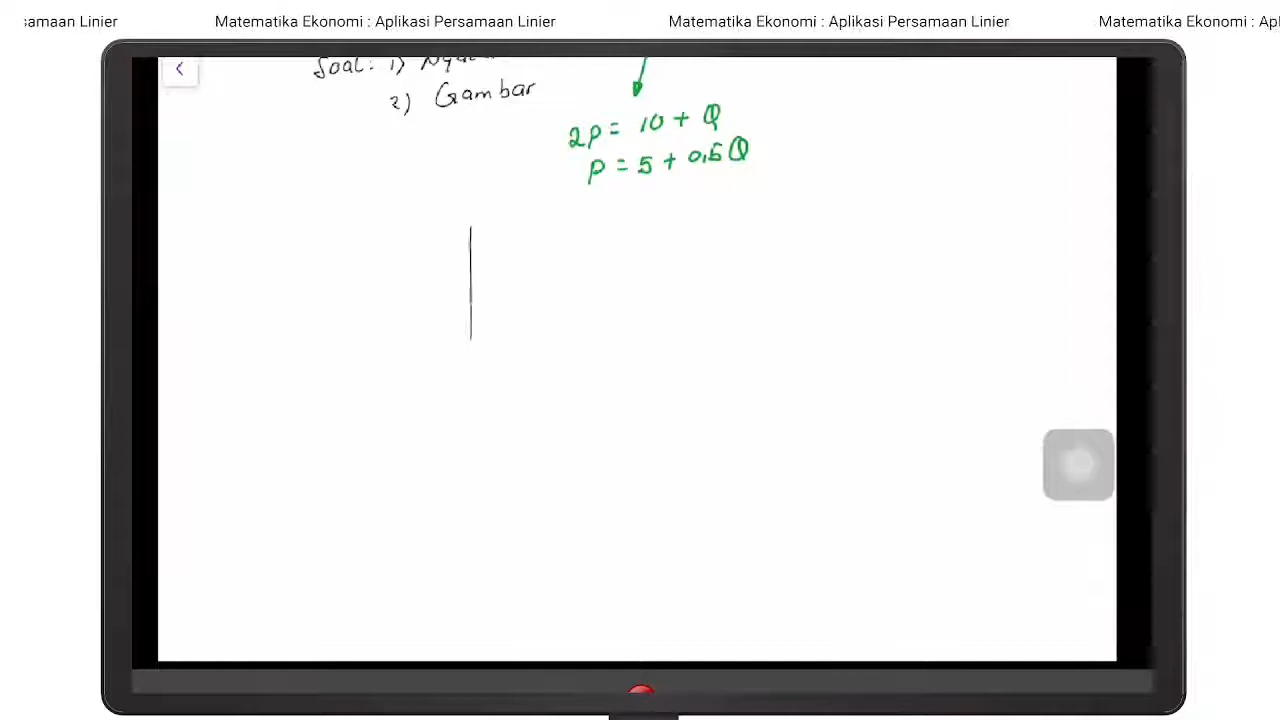 samaan Linier Matematika Ekonomi : Aplikasi Persamaan Linier Matematika Ekonomi : Aplikasi Persamaan Linier Matematika Ekonomi : Apl
Soal: 1)
2) Gambar
2P = 10 + Q
P = 5 + 0,5Q